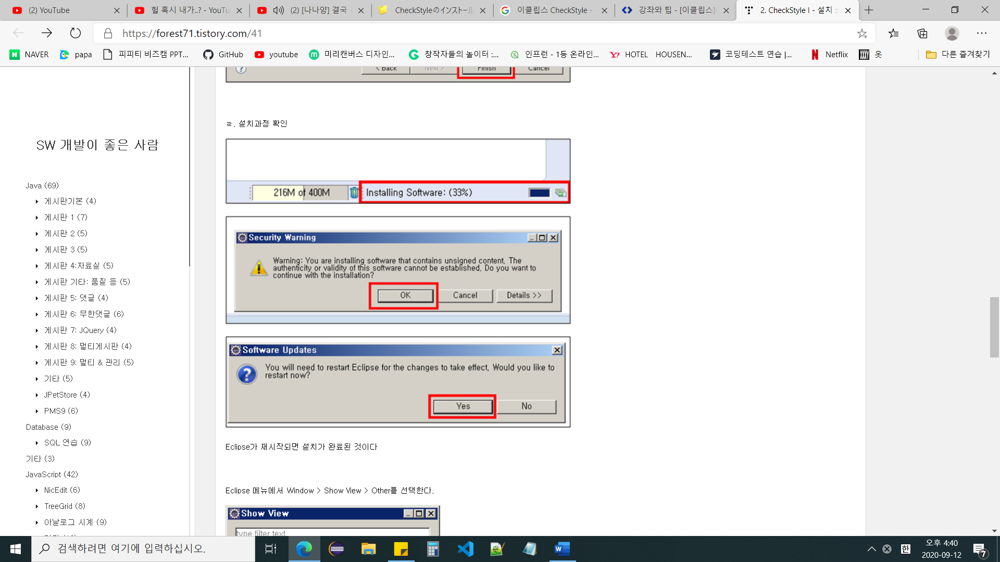 (2) YouTube
헐 혹시 내가..? - YouTu
(2) [나나양] 결국
CheckStyleのインストール
이클립스 CheckStyle -
강좌와 팁 - [이클립스]
2. CheckStyle I - 설치 :
https://forest71.tistory.com/41
NAVER
papa
피피티 비즈캠 PPT...
GitHub
youtube
미리캔버스 디자인...
창작자들의 놀이터 :...
인프런 - 1등 온라인...
HOTEL HOUSEN...
코딩테스트 연습 |...
Netflix
옷
다른 즐겨찾기
< Back
Next >
Finish
Cancel
SW 개발이 좋은 사람
Java (69)
게시판기본 (4)
게시판 1 (7)
게시판 2 (5)
게시판 3 (5)
게시판 4:자료실 (5)
게시판 기타: 품질 등 (5)
게시판 5: 댓글 (4)
게시판 6: 무한댓글 (6)
게시판 7: JQuery (4)
게시판 8: 멀티게시판 (4)
게시판 9: 멀티 & 관리 (5)
기타 (5)
JPetStore (4)
PMS9 (6)
Database (9)
SQL 연습 (9)
기타 (3)
JavaScript (42)
NicEdit (6)
TreeGrid (8)
아날로그 시계 (9)
ㄹ. 설치과정 확인
216M of 400M
Installing Software: (33%)
Security Warning
Warning: You are installing software that contains unsigned content. The
authenticity or validity of this software cannot be established. Do you want to
continue with the installation?
OK
Cancel
Details >>
Software Updates
You will need to restart Eclipse for the changes to take effect. Would you like to
restart now?
Yes
No
Eclipse가 재시작되면 설치가 완료된 것이다
Eclipse 메뉴에서 Window > Show View > Other를 선택한다.
Show View
type filter text
검색하려면 여기에 입력하십시오.
한
오후 4:40
2020-09-12
7